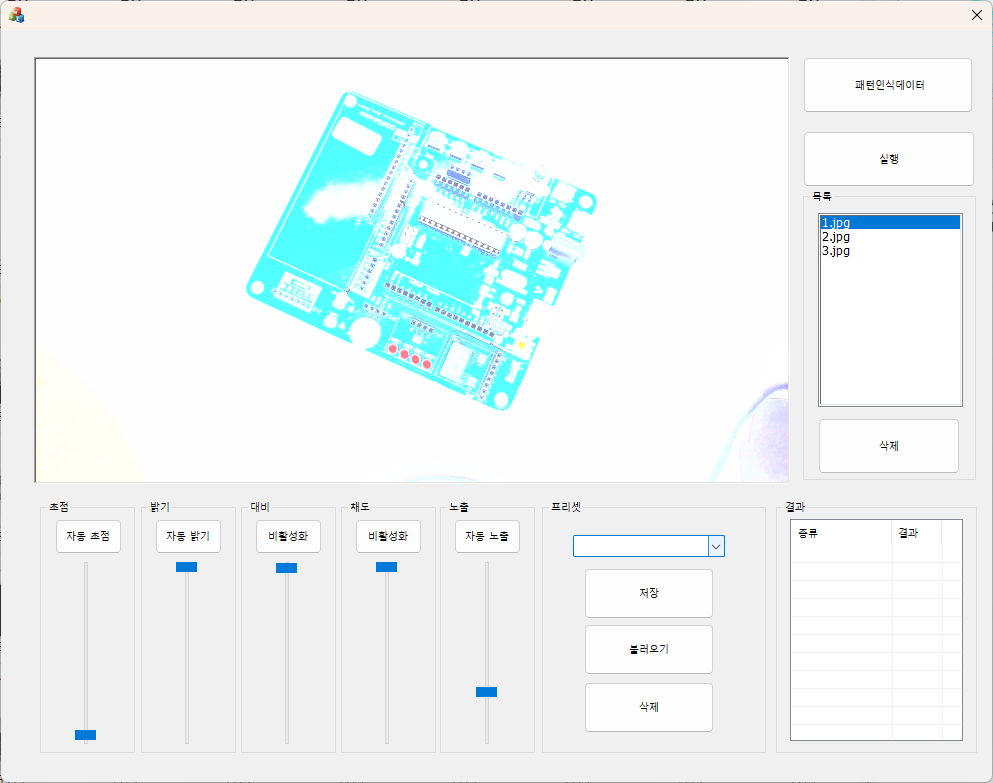 패턴인식데이터
실행
목록
1.jpg
2.jpg
3.jpg
삭제
초점
자동 초점
밝기
자동 밝기
대비
비활성화
채도
비활성화
노출
자동 노출
프리셋
저장
불러오기
삭제
결과
종류 결과